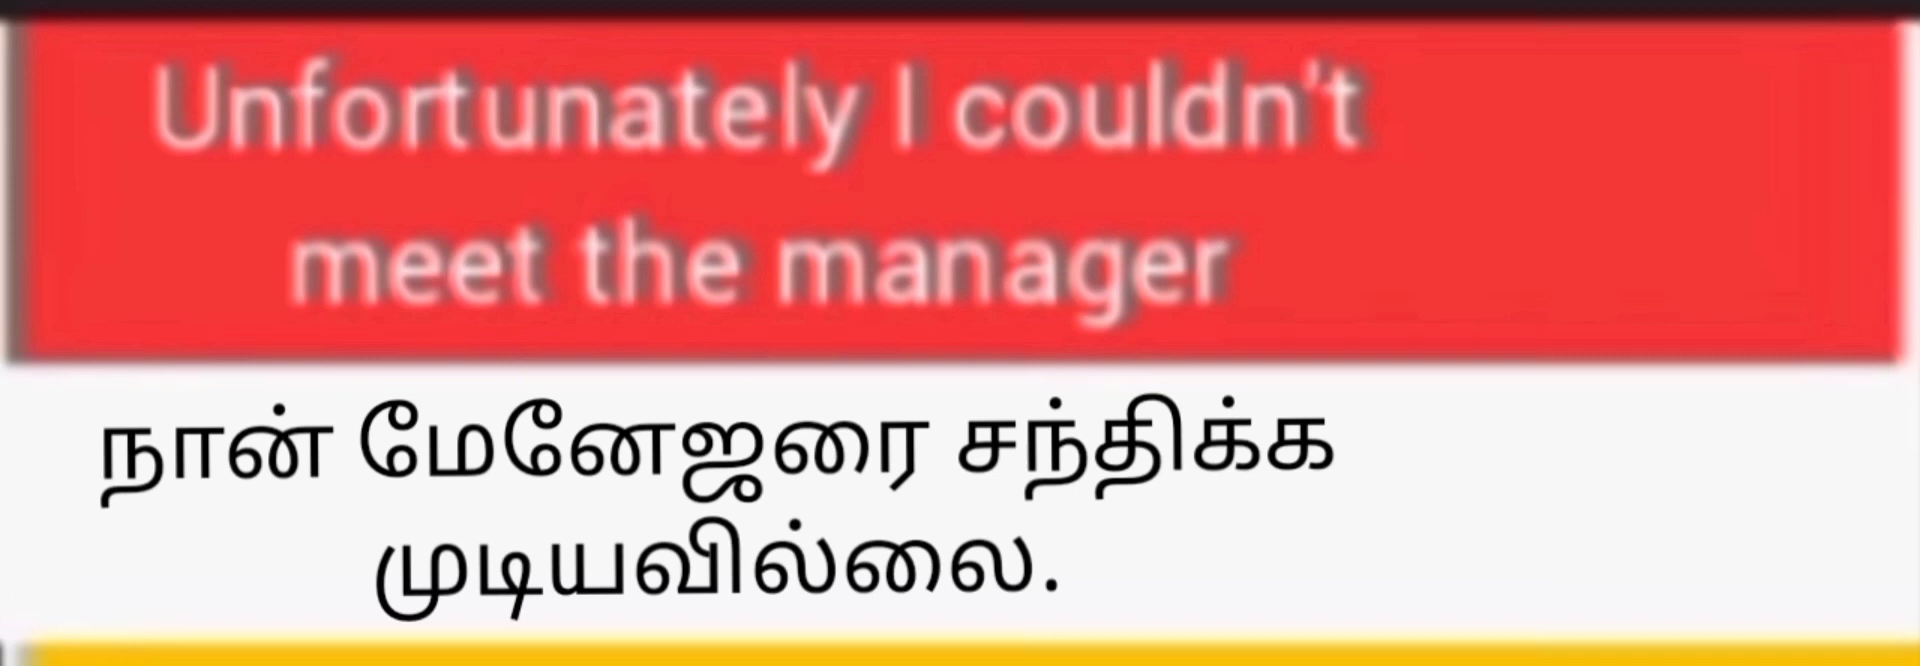 Unfortunately I couldn't
meet the manager
நான் மேனேஜரை சந்திக்க
முடியவில்லை.